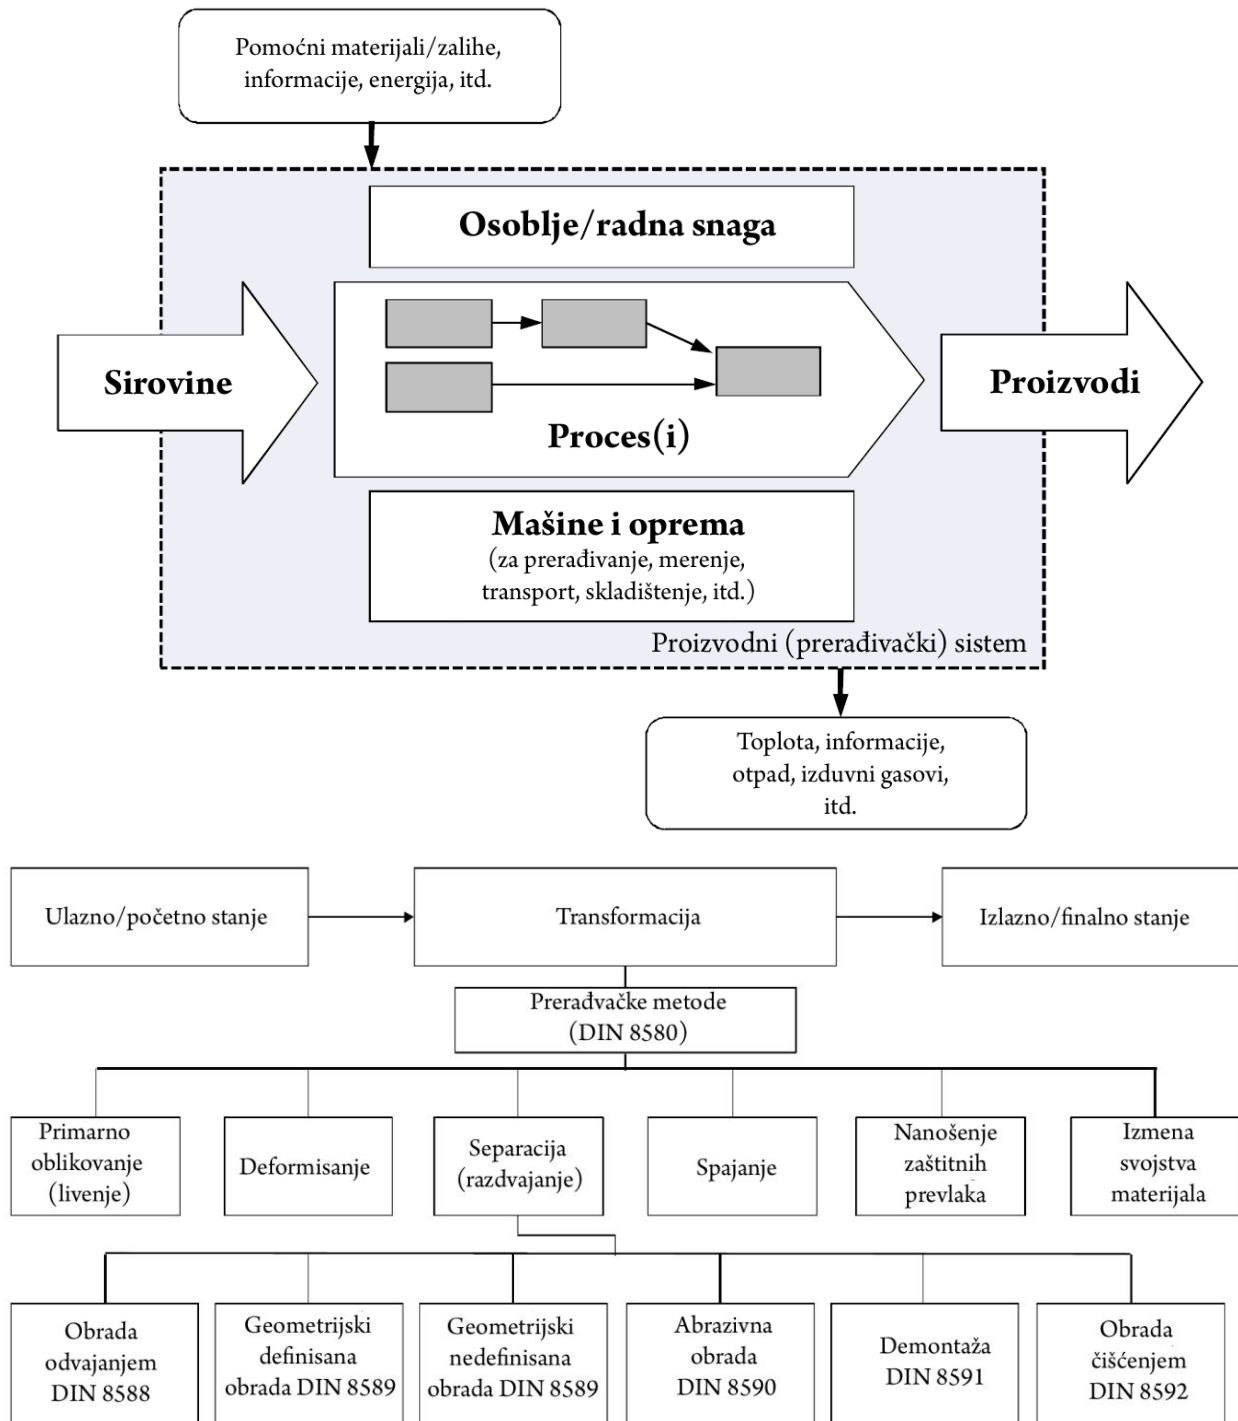 Pomoćni materijali/zalihe,
informacije, energija, itd.
Osoblje/radna snaga
Sirovine
Proces(i)
Proizvodi
Mašine i oprema
(za prerađivanje, merenje,
transport, skladištenje, itd.)
Proizvodni (prerađivački) sistem
Toplota, informacije,
otpad, izduvni gasovi,
itd.
Ulazno/početno stanje
Transformacija
Izlazno/finalno stanje
Prerađvačke metode
(DIN 8580)
Primarno
oblikovanje
(livenje)
Deformisanje
Separacija
(razdvajanje)
Spajanje
Nanošenje
zaštitnih
prevlaka
Izmena
svojstva
materijala
Obrada
odvajanjem
DIN 8588
Geometrijski
definisana
obrada DIN 8589
Geometrijski
nedefinisana
obrada DIN 8589
Abrazivna
obrada
DIN 8590
Demontaža
DIN 8591
Obrada
čišćenjem
DIN 8592